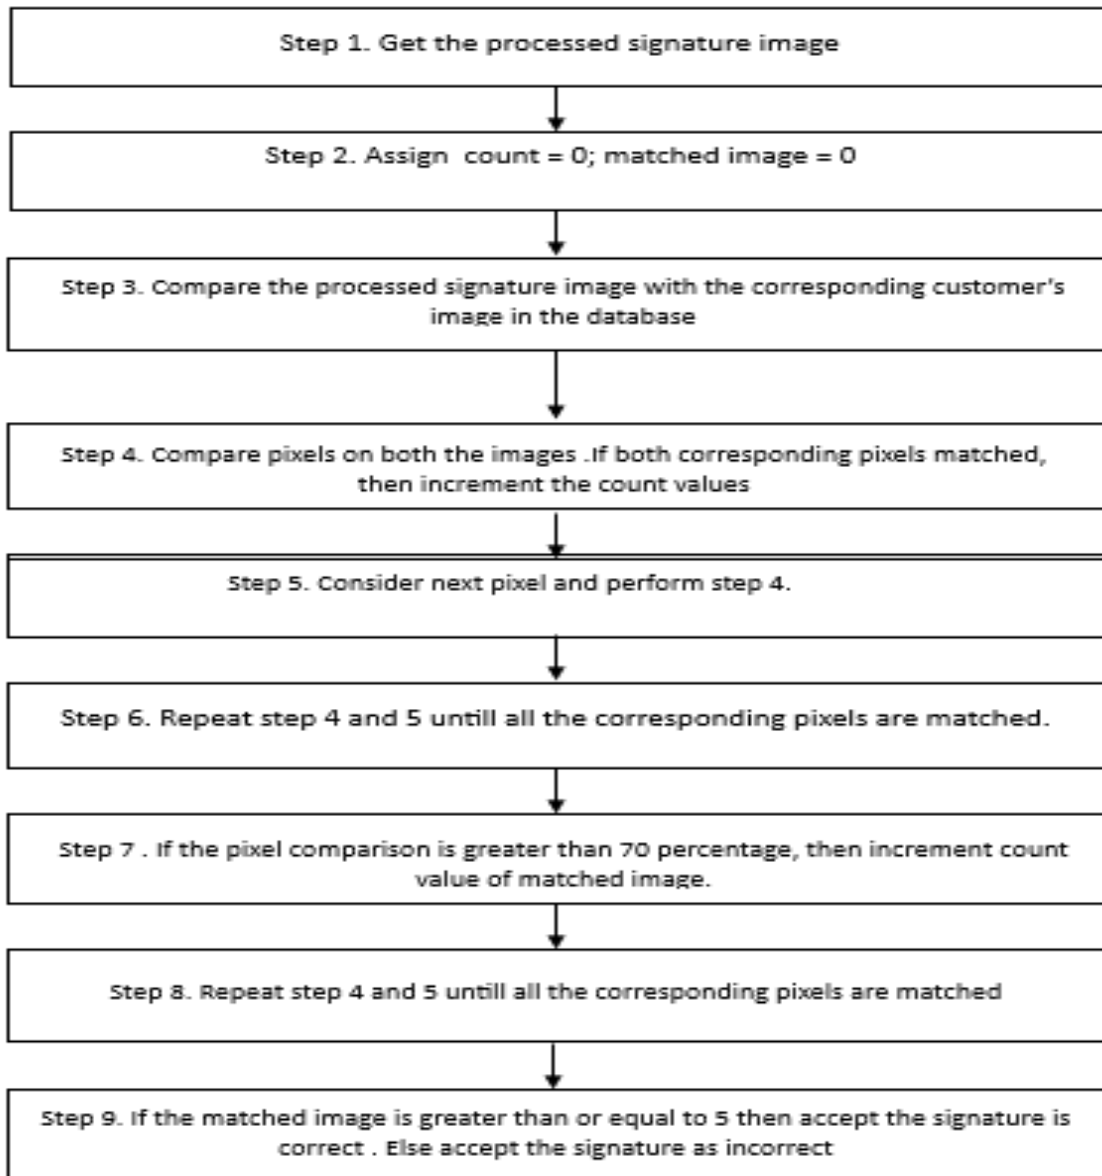 Step 1. Get the processed signature image
Step 2. Assign  count = 0; matched image = 0
Step 3. Compare the processed signature image with the corresponding customer's
image in the database
Step 4. Compare pixels on both the images .If both corresponding pixels matched,
then increment the count values
Step 5. Consider next pixel and perform step 4.
Step 6. Repeat step 4 and 5 untill all the corresponding pixels are matched.
Step 7 . If the pixel comparison is greater than 70 percentage, then increment count
value of matched image.
Step 8. Repeat step 4 and 5 untill all the corresponding pixels are matched
Step 9. If the matched image is greater than or equal to 5 then accept the signature is
correct . Else accept the signature as incorrect